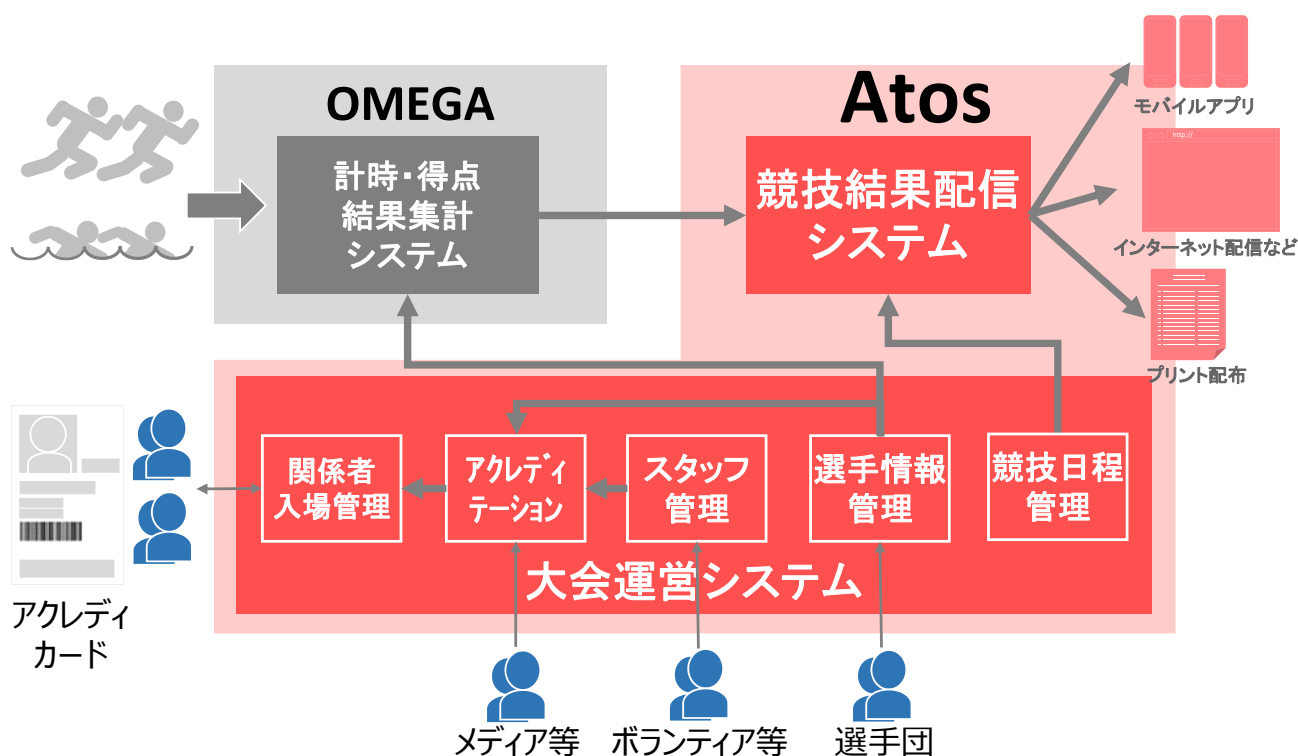 OMEGA
計時・得点
結果集計
システム
Atos
競技結果配信
システム
モバイルアプリ
http://
インターネット配信など
プリント配布
関係者
入場管理
アクレディ
テーション
スタッフ
管理
選手情報
管理
競技日程
管理
大会運営システム
アクレディ
カード
メディア等
ボランティア等
選手団